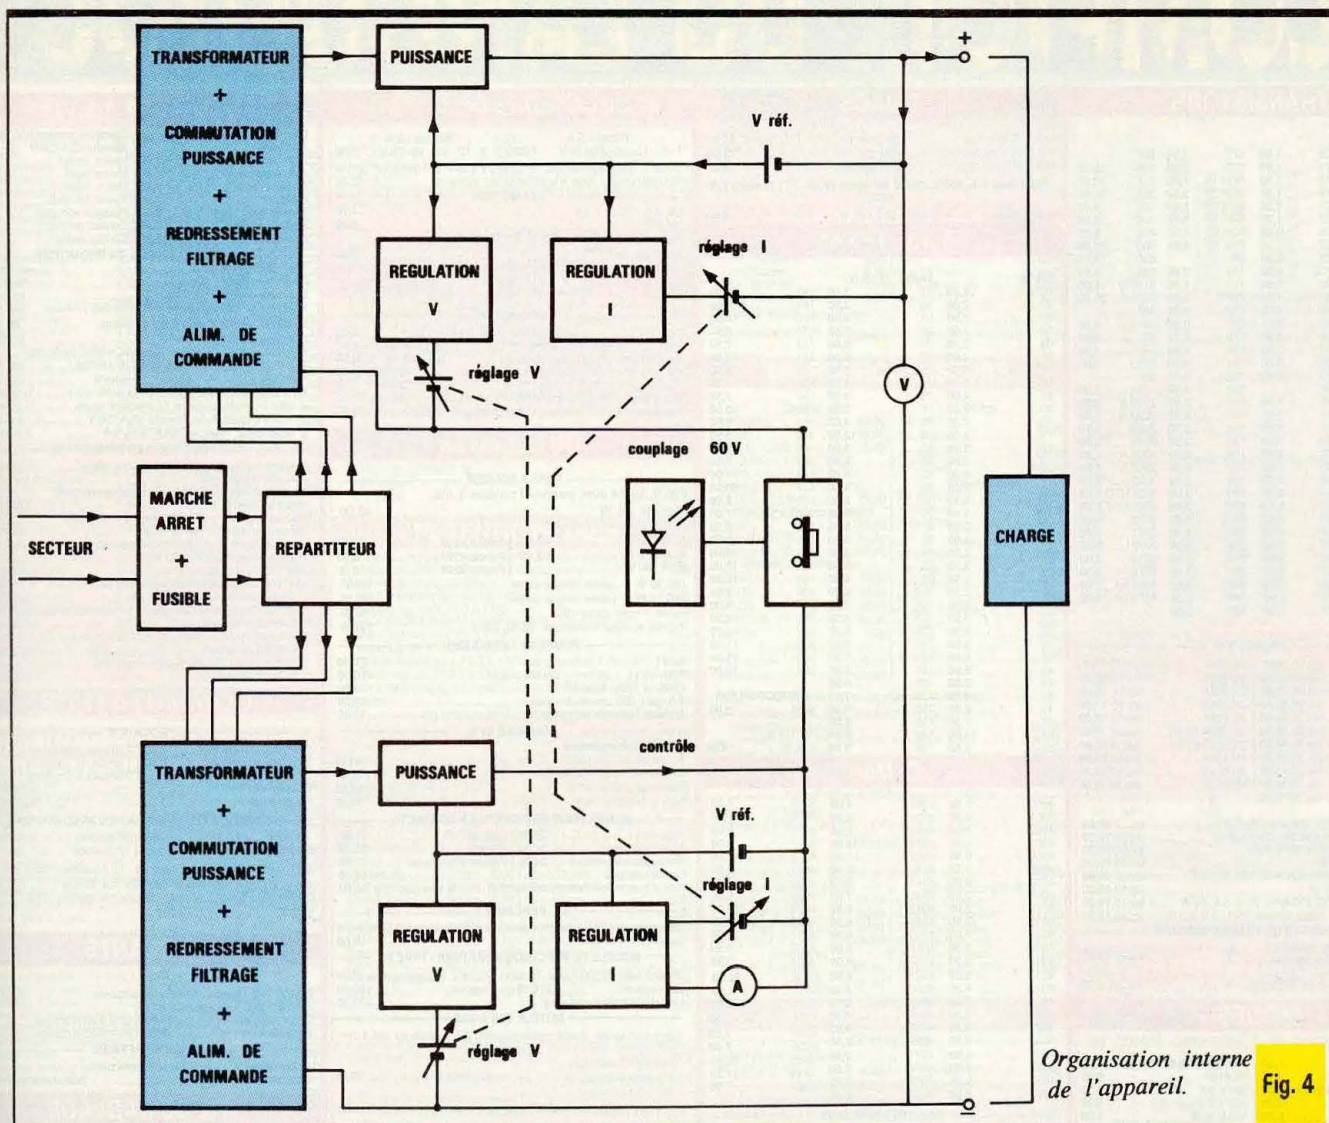 TRANSFORMATEUR
+
COMMUTATION
PUISSANCE
+
REDRESSEMENT
FILTRAGE
+
ALIM. DE
COMMANDE
PUISSANCE
+
V réf.
REGULATION
V
REGULATION
I
réglage I
réglage V
V
couplage 60 V
SECTEUR
MARCHE
ARRET
+
FUSIBLE
REPARTITEUR
CHARGE
TRANSFORMATEUR
+
COMMUTATION
PUISSANCE
+
REDRESSEMENT
FILTRAGE
+
ALIM. DE
COMMANDE
PUISSANCE
contrôle
V réf.
réglage I
REGULATION
V
REGULATION
I
A
réglage V
–
Organisation interne
de l'appareil.
Fig. 4